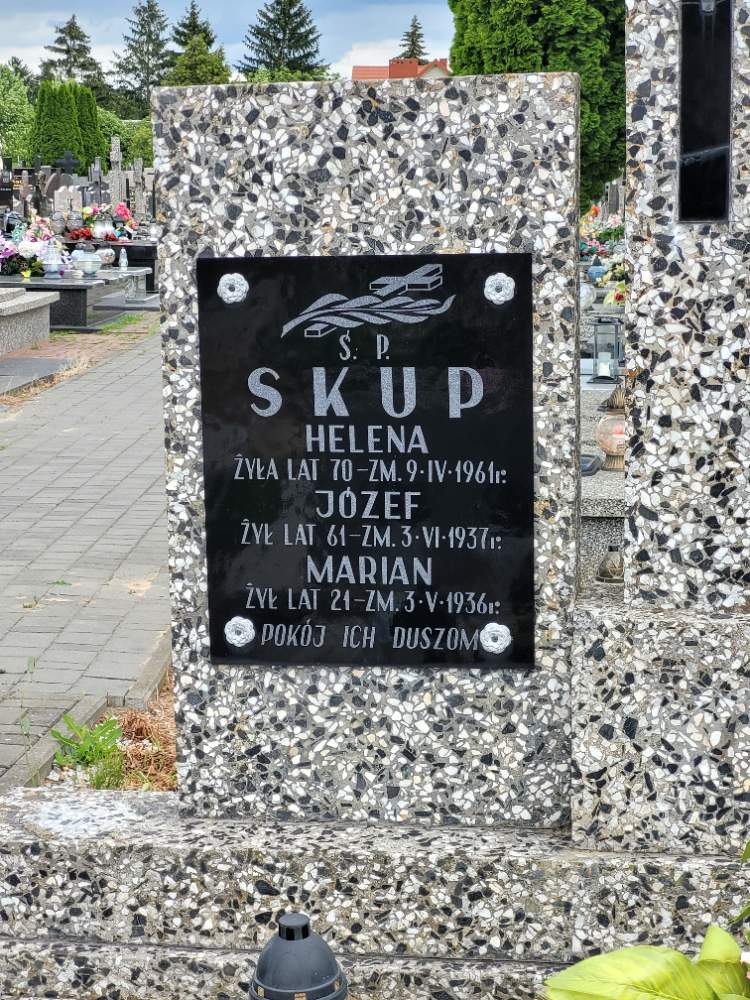 Ś. P.
SKUP
HELENA
ŻYŁA LAT 70-ZM. 9·IV·1961r:
JÓZEF
ŻYŁ LAT 61-ZM. 3·VI·1937r:
MARIAN
ŻYŁ LAT 21-ZM. 3·V·1936r:
POKÓJ ICH DUSZOM